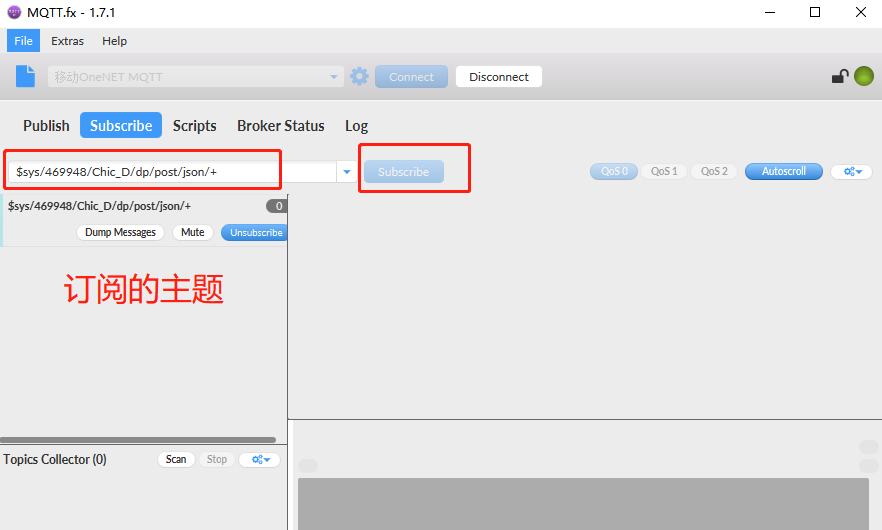 MQTT.fx - 1.7.1
File Extras Help
移动OneNET MQTT Connect Disconnect
Publish Subscribe Scripts Broker Status Log
$sys/469948/Chic_D/dp/post/json/+ Subscribe QoS 0 QoS 1 QoS 2 Autoscroll
$sys/469948/Chic_D/dp/post/json/+ 0
Dump Messages Mute Unsubscribe
订阅的主题
Topics Collector (0) Scan Stop